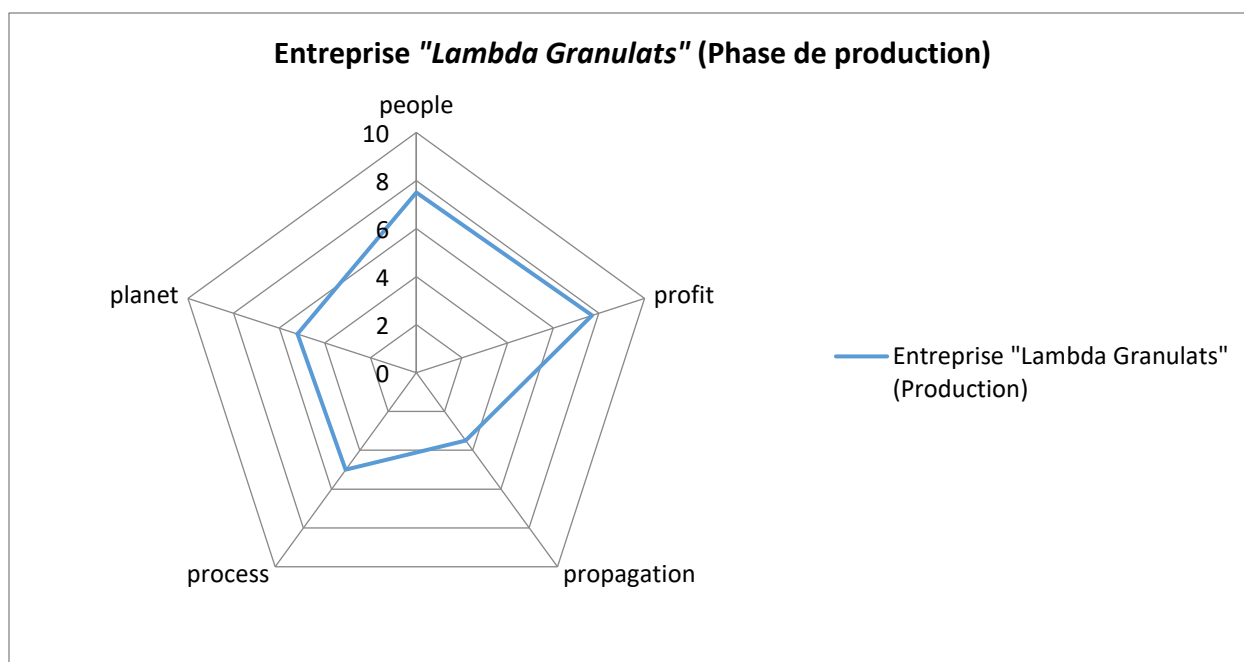 Entreprise "Lambda Granulats" (Phase de production)
people
10
8
6
4
2
0
planet
profit
process
propagation
Entreprise "Lambda Granulats"
(Production)